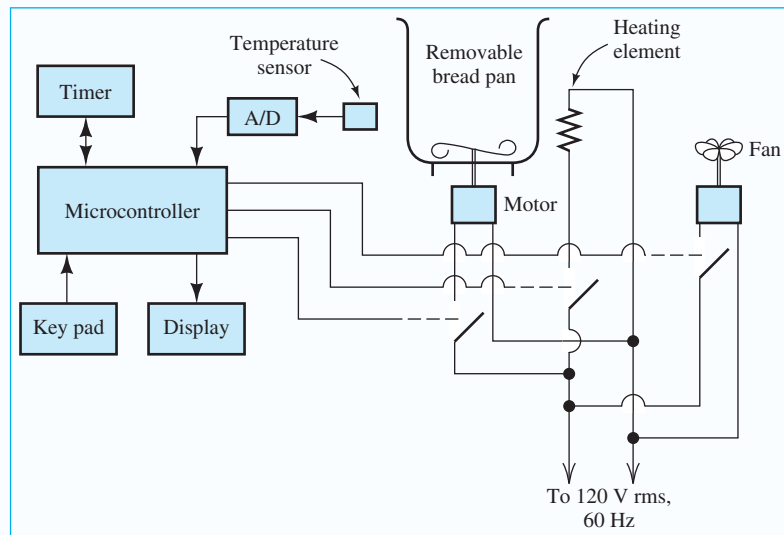 Temperature
sensor
Removable
bread pan
Heating
element
Timer
A/D
Fan
Microcontroller
Motor
Key pad
Display
To 120 V rms,
60 Hz